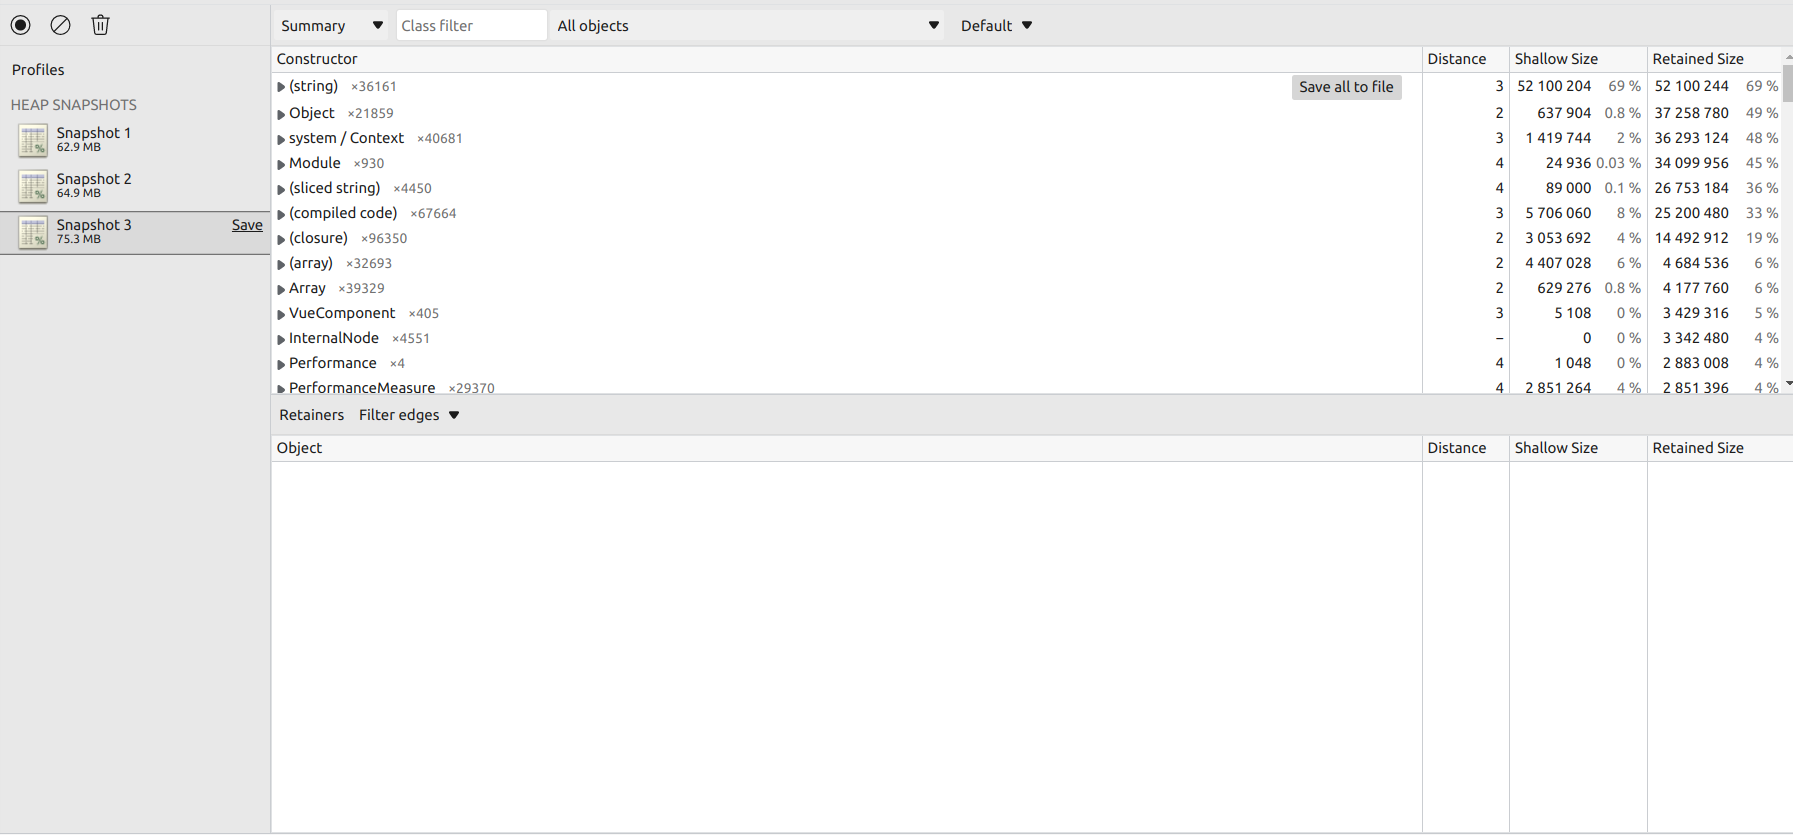 Summary Class filter All objects Default
Profiles
HEAP SNAPSHOTS
Snapshot 1
62.9 MB
Snapshot 2
64.9 MB
Snapshot 3 Save
75.3 MB
Constructor Distance Shallow Size Retained Size
(string) ×36161 Save all to file 3 52 100 204 69 % 52 100 244 69 %
Object ×21859 2 637 904 0.8 % 37 258 780 49 %
system / Context ×40681 3 1 419 744 2 % 36 293 124 48 %
Module ×930 4 24 936 0.03 % 34 099 956 45 %
(sliced string) ×4450 4 89 000 0.1 % 26 753 184 36 %
(compiled code) ×67664 3 5 706 060 8 % 25 200 480 33 %
(closure) ×96350 2 3 053 692 4 % 14 492 912 19 %
(array) ×32693 2 4 407 028 6 % 4 684 536 6 %
Array ×39329 2 629 276 0.8 % 4 177 760 6 %
VueComponent ×405 3 5 108 0 % 3 429 316 5 %
InternalNode ×4551 – 0 0 % 3 342 480 4 %
Performance ×4 4 1 048 0 % 2 883 008 4 %
PerformanceMeasure ×29370 4 2 851 264 4 % 2 851 396 4 %
Retainers Filter edges
Object Distance Shallow Size Retained Size